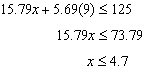 15.79x + 5.69(9) ≤ 125
15.79x ≤ 73.79
x ≤ 4.7